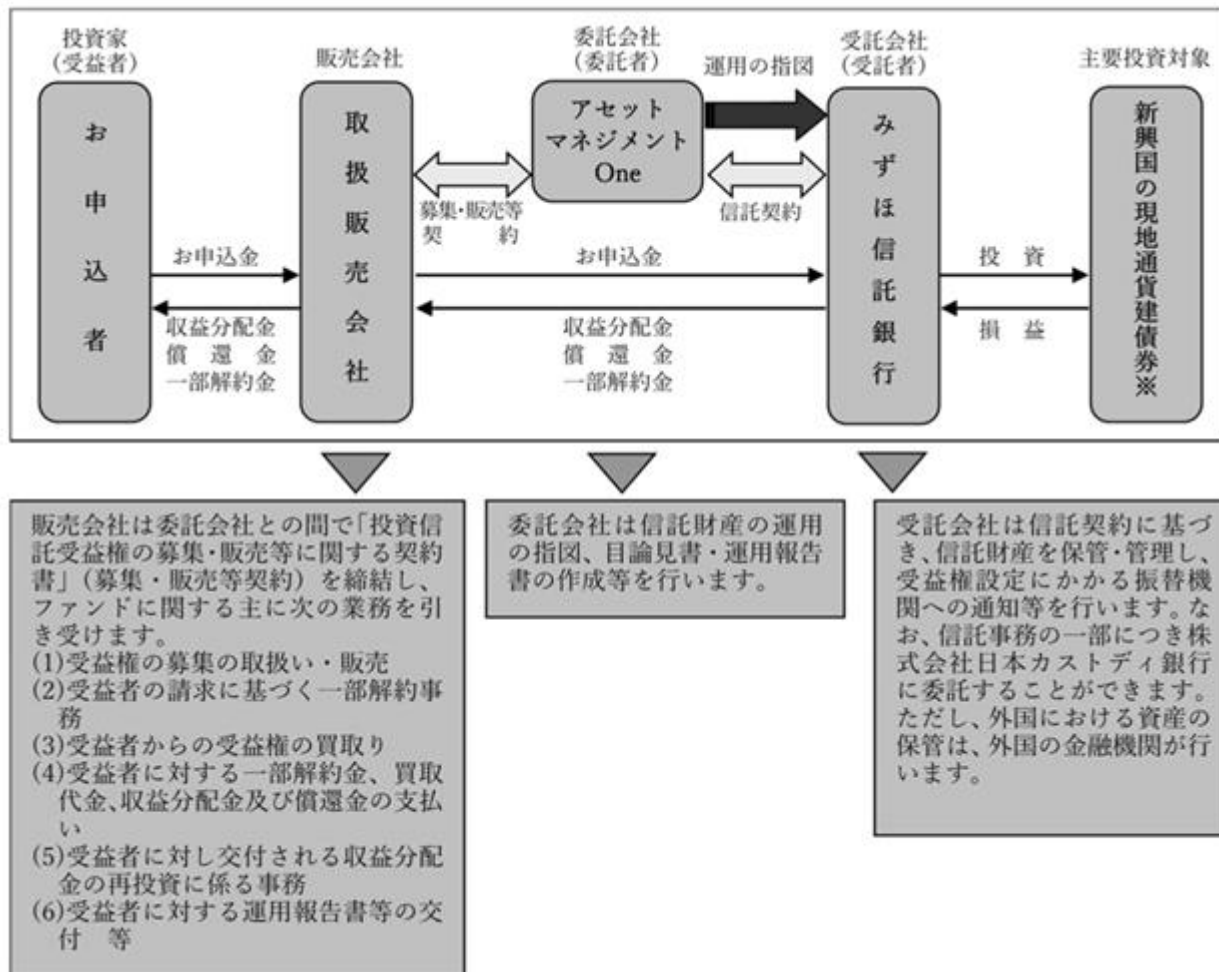 投資家
(受益者)
販売会社
委託会社
(委託者)
運用の指図
受託会社
(受託者)
主要投資対象
お申込者
取扱販売会社
アセット
マネジメント
One
みずほ信託銀行
新興国の現地通貨建債券※
募集・販売等
契　約
信託契約
お申込金
お申込金
投　資
収益分配金
償　還　金
一部解約金
収益分配金
償　還　金
一部解約金
損　益
販売会社は委託会社との間で「投資信
託受益権の募集・販売等に関する契約
書」(募集・販売等契約)を締結し、
ファンドに関する主に次の業務を引
き受けます。
(1)受益権の募集の取扱い・販売
(2)受益者の請求に基づく一部解約事
務
(3)受益者からの受益権の買取り
(4)受益者に対する一部解約金、買取
代金、収益分配金及び償還金の支払
い
(5)受益者に対し交付される収益分配
金の再投資に係る事務
(6)受益者に対する運用報告書等の交
付　等
委託会社は信託財産の運用
の指図、目論見書・運用報告
書の作成等を行います。
受託会社は信託契約に基づ
き、信託財産を保管・管理し、
受益権設定にかかる振替機
関への通知等を行います。な
お、信託事務の一部につき株
式会社日本カストディ銀行
に委託することができます。
ただし、外国における資産の
保管は、外国の金融機関が行
います。